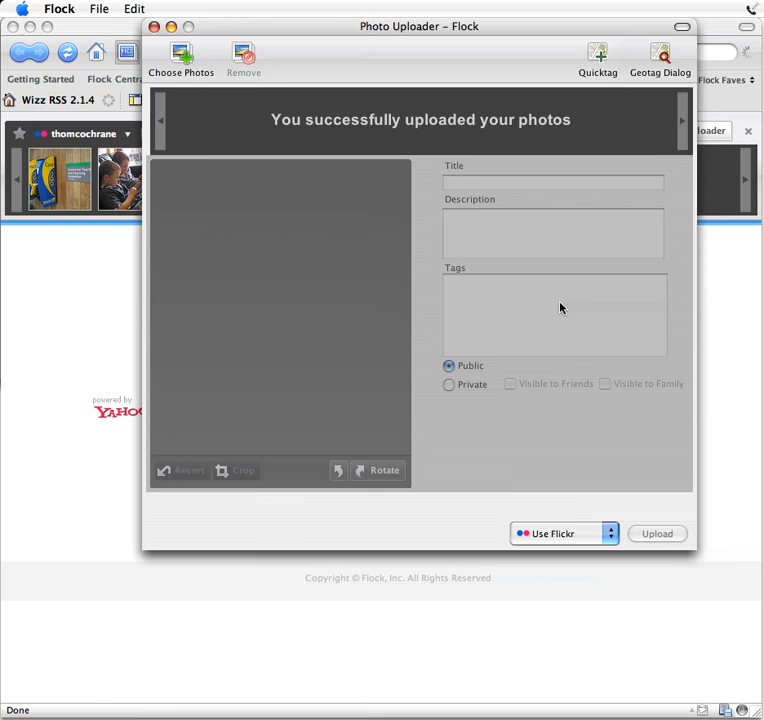 Flock File Edit
Photo Uploader – Flock
Choose Photos Remove Quicktag Geotag Dialog
Getting Started Flock Centra Flock Faves
Wizz RSS 2.1.4
You successfully uploaded your photos
thomcochrane loader
Title
Description
Tags
Public
Private Visible to Friends Visible to Family
powered by
YAHOO
Revert Crop Rotate
Use Flickr Upload
Copyright © Flock, Inc. All Rights Reserved
Done